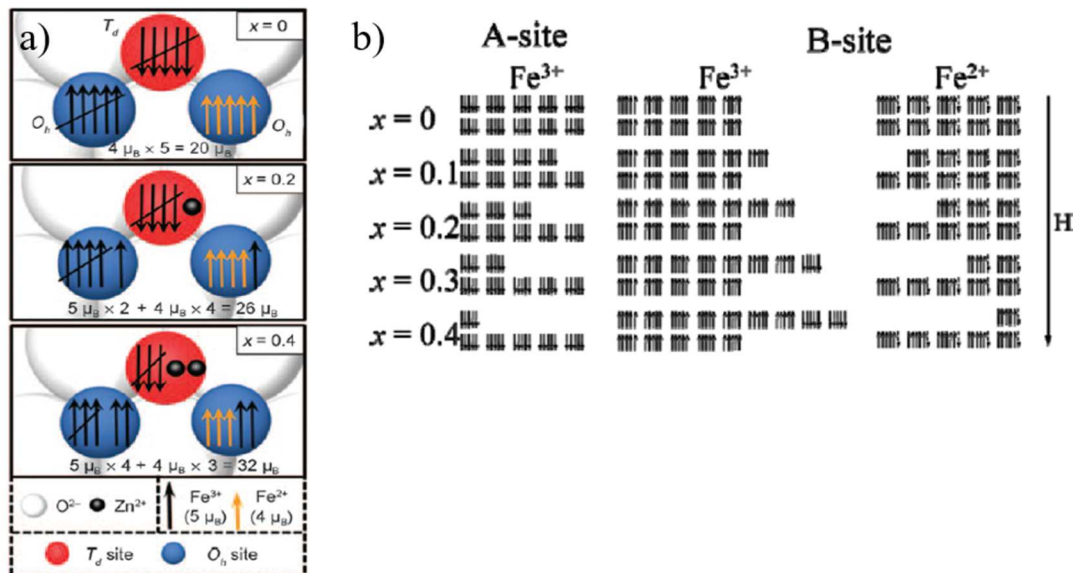 a)
x = 0
T_d
O_h
O_h
4 μ_B × 5 = 20 μ_B
x = 0.2
5 μ_B × 2 + 4 μ_B × 4 = 26 μ_B
x = 0.4
5 μ_B × 4 + 4 μ_B × 3 = 32 μ_B
O²⁻ Zn²⁺ Fe³⁺ (5 μ_B) Fe²⁺ (4 μ_B)
T_d site O_h site
b)
A-site B-site
Fe³⁺ Fe³⁺ Fe²⁺
x = 0
x = 0.1
x = 0.2
x = 0.3
x = 0.4
H